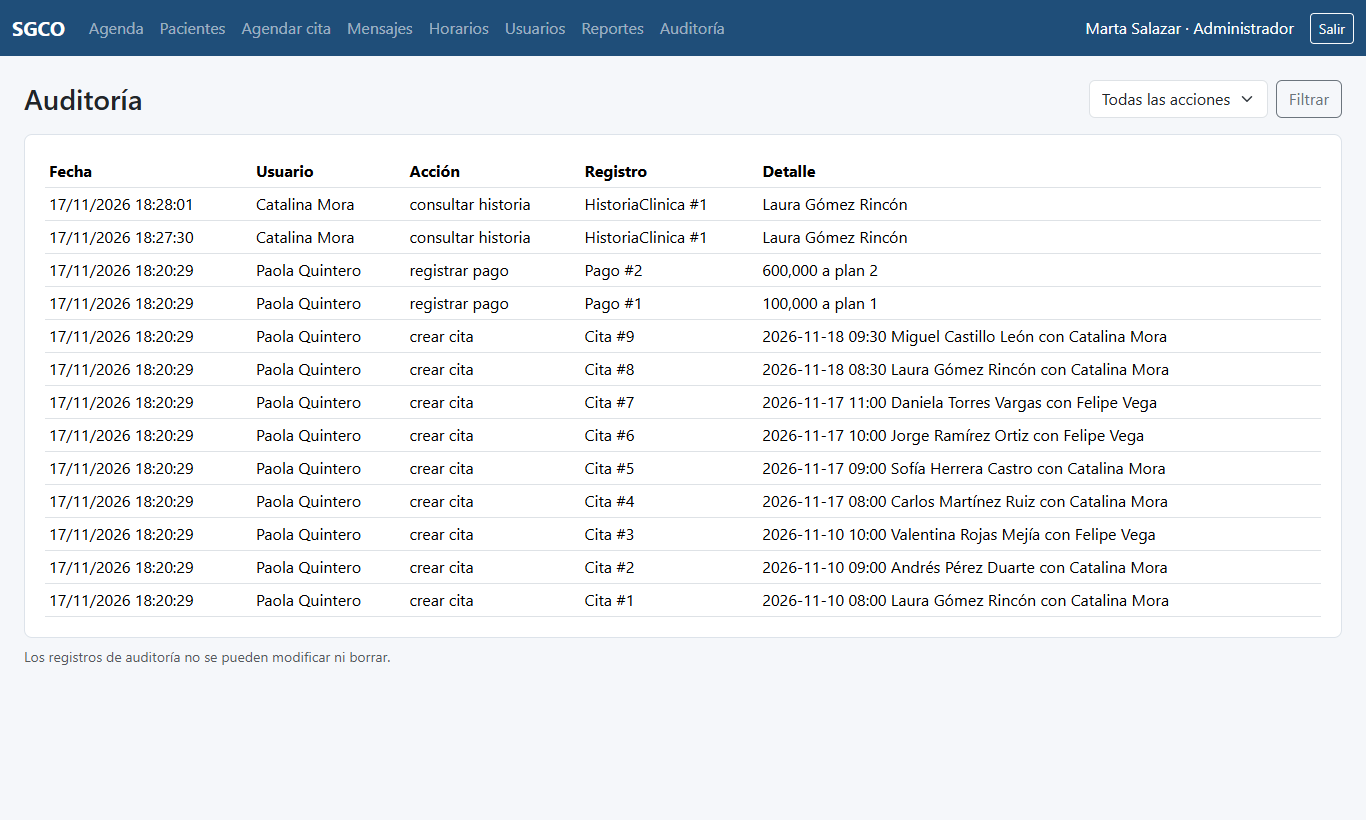 SGCO Agenda Pacientes Agendar cita Mensajes Horarios Usuarios Reportes Auditoría Marta Salazar · Administrador Salir
Auditoría Todas las acciones Filtrar
Fecha Usuario Acción Registro Detalle
17/11/2026 18:28:01 Catalina Mora consultar historia HistoriaClinica #1 Laura Gómez Rincón
17/11/2026 18:27:30 Catalina Mora consultar historia HistoriaClinica #1 Laura Gómez Rincón
17/11/2026 18:20:29 Paola Quintero registrar pago Pago #2 600,000 a plan 2
17/11/2026 18:20:29 Paola Quintero registrar pago Pago #1 100,000 a plan 1
17/11/2026 18:20:29 Paola Quintero crear cita Cita #9 2026-11-18 09:30 Miguel Castillo León con Catalina Mora
17/11/2026 18:20:29 Paola Quintero crear cita Cita #8 2026-11-18 08:30 Laura Gómez Rincón con Catalina Mora
17/11/2026 18:20:29 Paola Quintero crear cita Cita #7 2026-11-17 11:00 Daniela Torres Vargas con Felipe Vega
17/11/2026 18:20:29 Paola Quintero crear cita Cita #6 2026-11-17 10:00 Jorge Ramírez Ortiz con Felipe Vega
17/11/2026 18:20:29 Paola Quintero crear cita Cita #5 2026-11-17 09:00 Sofía Herrera Castro con Catalina Mora
17/11/2026 18:20:29 Paola Quintero crear cita Cita #4 2026-11-17 08:00 Carlos Martínez Ruiz con Catalina Mora
17/11/2026 18:20:29 Paola Quintero crear cita Cita #3 2026-11-10 10:00 Valentina Rojas Mejía con Felipe Vega
17/11/2026 18:20:29 Paola Quintero crear cita Cita #2 2026-11-10 09:00 Andrés Pérez Duarte con Catalina Mora
17/11/2026 18:20:29 Paola Quintero crear cita Cita #1 2026-11-10 08:00 Laura Gómez Rincón con Catalina Mora
Los registros de auditoría no se pueden modificar ni borrar.